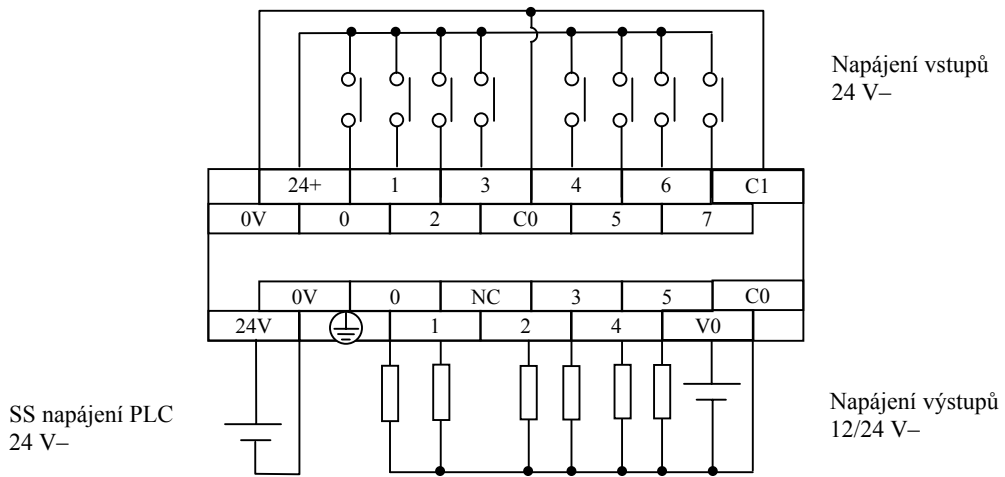 Napájení vstupů
24 V–
24+ 1 3 4 6 C1
0V 0 2 C0 5 7
0V 0 NC 3 5 C0
24V 1 2 4 V0
SS napájení PLC
24 V–
Napájení výstupů
12/24 V–